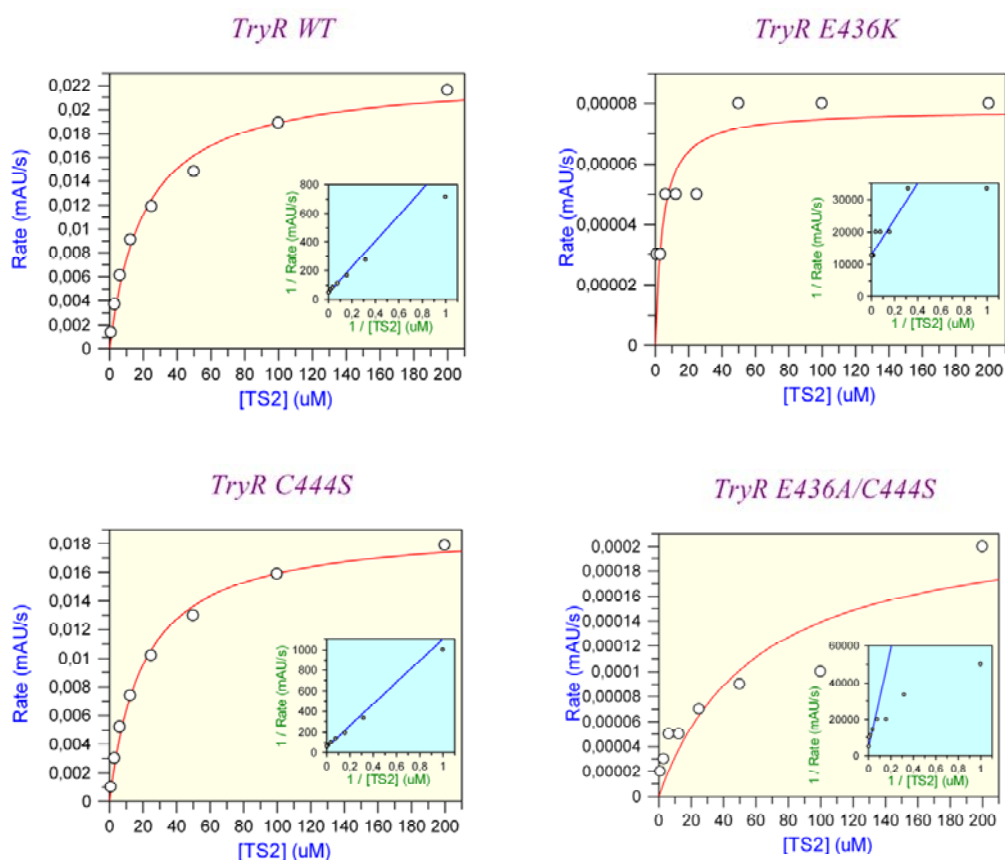 TryR WT
0,022
0,02
0,018
0,016
0,014
0,012
0,01
0,008
0,006
0,004
0,002
0
Rate (mAU/s)
0 20 40 60 80 100 120 140 160 180 200
[TS2] (uM)
800
600
400
200
0
1 / Rate (mAU/s)
0 0,2 0,4 0,6 0,8 1
1 / [TS2] (uM)
TryR E436K
0,00008
0,00006
0,00004
0,00002
0
Rate (mAU/s)
0 20 40 60 80 100 120 140 160 180 200
[TS2] (uM)
30000
20000
10000
0
1 / Rate (mAU/s)
0 0,2 0,4 0,6 0,8 1
1 / [TS2] (uM)
TryR C444S
0,018
0,016
0,014
0,012
0,01
0,008
0,006
0,004
0,002
0
Rate (mAU/s)
0 20 40 60 80 100 120 140 160 180 200
[TS2] (uM)
1000
800
600
400
200
0
1 / Rate (mAU/s)
0 0,2 0,4 0,6 0,8 1
1 / [TS2] (uM)
TryR E436A/C444S
0,0002
0,00018
0,00016
0,00014
0,00012
0,0001
0,00008
0,00006
0,00004
0,00002
0
Rate (mAU/s)
0 20 40 60 80 100 120 140 160 180 200
[TS2] (uM)
60000
40000
20000
0
1 / Rate (mAU/s)
0 0,2 0,4 0,6 0,8 1
1 / [TS2] (uM)